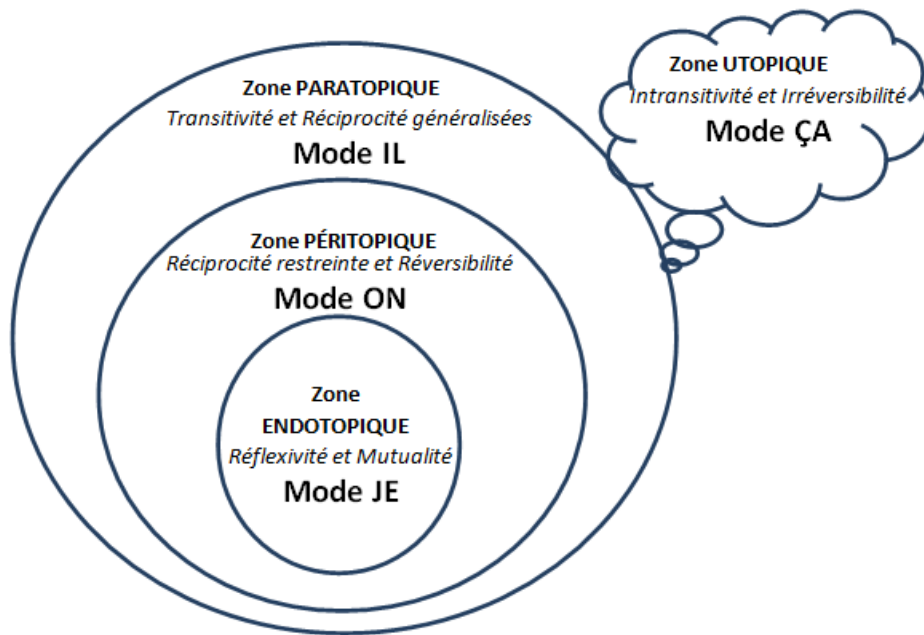 Zone PARATOPIQUE
Transitivité et Réciprocité généralisées
Mode IL
Zone UTOPIQUE
Intransitivité et Irréversibilité
Mode ÇA
Zone PÉRITOPIQUE
Réciprocité restreinte et Réversibilité
Mode ON
Zone
ENDOTOPIQUE
Réflexivité et Mutualité
Mode JE